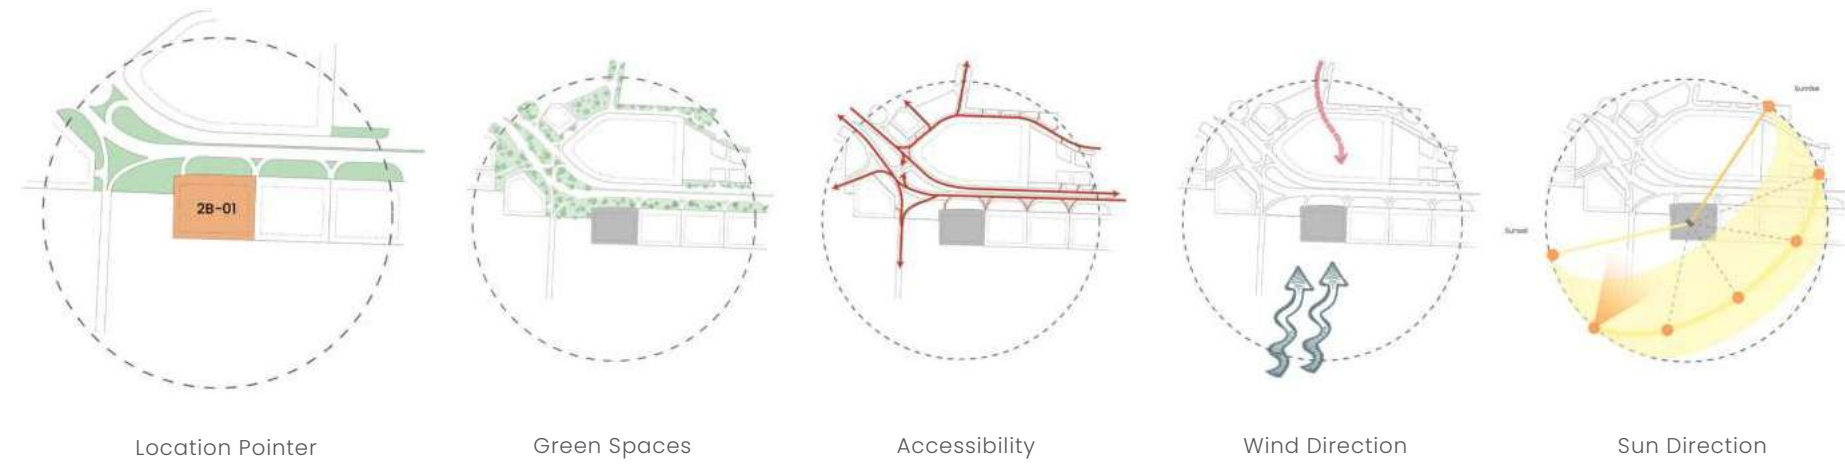 2B-01
Sunrise
Sunset
Location Pointer
Green Spaces
Accessibility
Wind Direction
Sun Direction